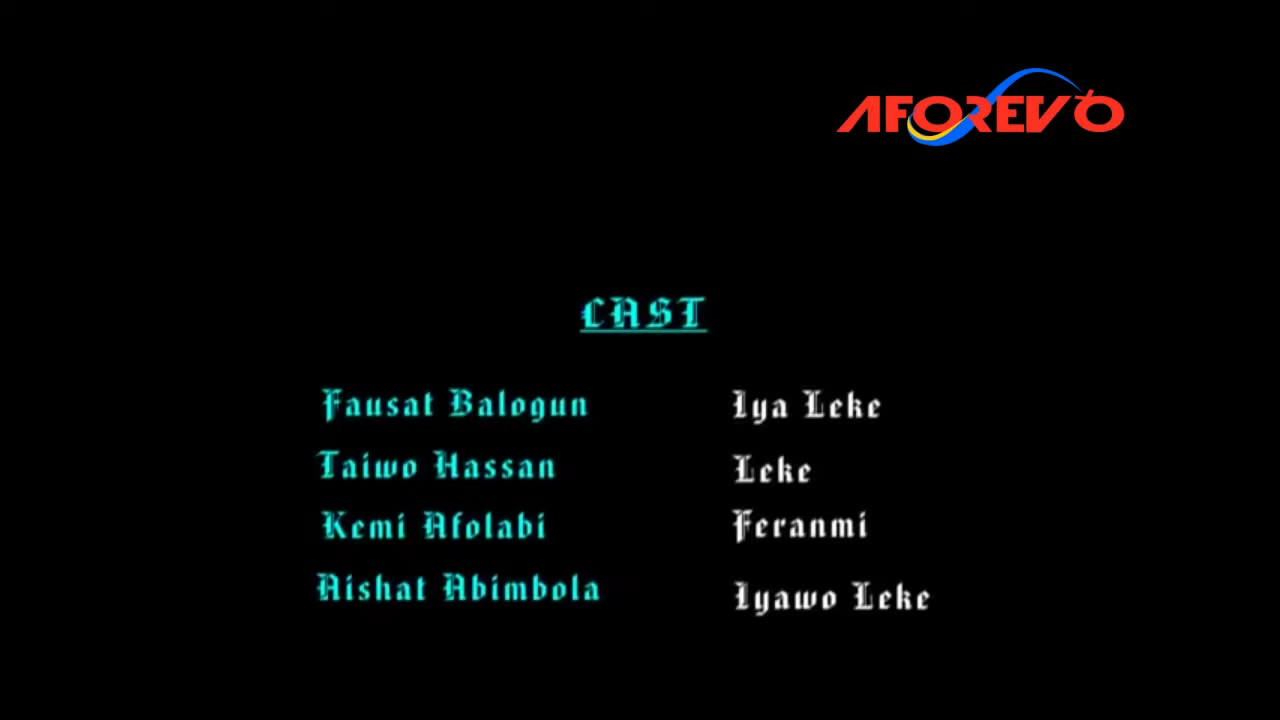 AFOREVO
CAST
Fausat Balogun Iya Leke
Taiwo Hassan Leke
Kemi Afolabi Feranmi
Aishat Abimbola Iyawo Leke